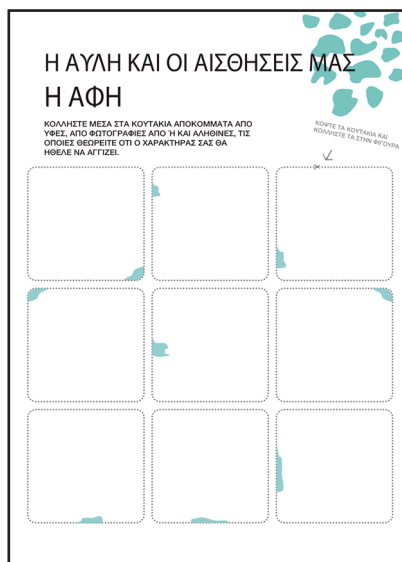 Η ΑΥΛΗ ΚΑΙ ΟΙ ΑΙΣΘΗΣΕΙΣ ΜΑΣ
Η ΑΦΗ
ΚΟΛΛΗΣΤΕ ΜΕΣΑ ΣΤΑ ΚΟΥΤΑΚΙΑ ΑΠΟΚΟΜΜΑΤΑ ΑΠΟ
ΥΦΕΣ, ΑΠΟ ΦΩΤΟΓΡΑΦΙΕΣ ΑΠΟ Ή ΚΑΙ ΑΛΗΘΙΝΕΣ, ΤΙΣ
ΟΠΟΙΕΣ ΘΕΩΡΕΙΤΕ ΟΤΙ Ο ΧΑΡΑΚΤΗΡΑΣ ΣΑΣ ΘΑ
ΗΘΕΛΕ ΝΑ ΑΓΓΙΖΕΙ.
ΚΟΨΤΕ ΤΑ ΚΟΥΤΑΚΙΑ ΚΑΙ
ΚΟΛΛΗΣΤΕ ΤΑ ΣΤΗΝ ΦΙΓΟΥΡΑ